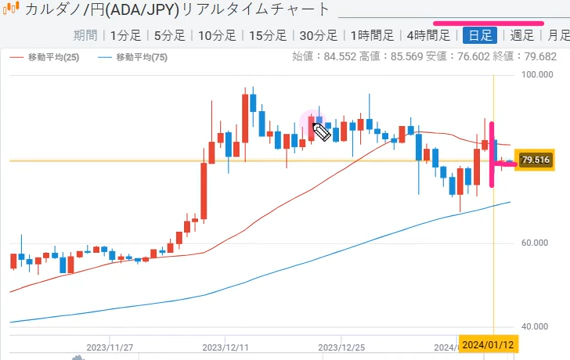 カルダノ/円(ADA/JPY)リアルタイムチャート
期間 | 1分足 | 5分足 | 10分足 | 15分足 | 30分足 | 1時間足 | 4時間足 | 日足 | 週足 | 月足
移動平均(25) 移動平均(75) 始値：84.552 高値：85.569 安値：76.602 終値：79.682
100.000
79.516
60.000
40.000
2023/11/27 2023/12/11 2023/12/25 2024/01/12